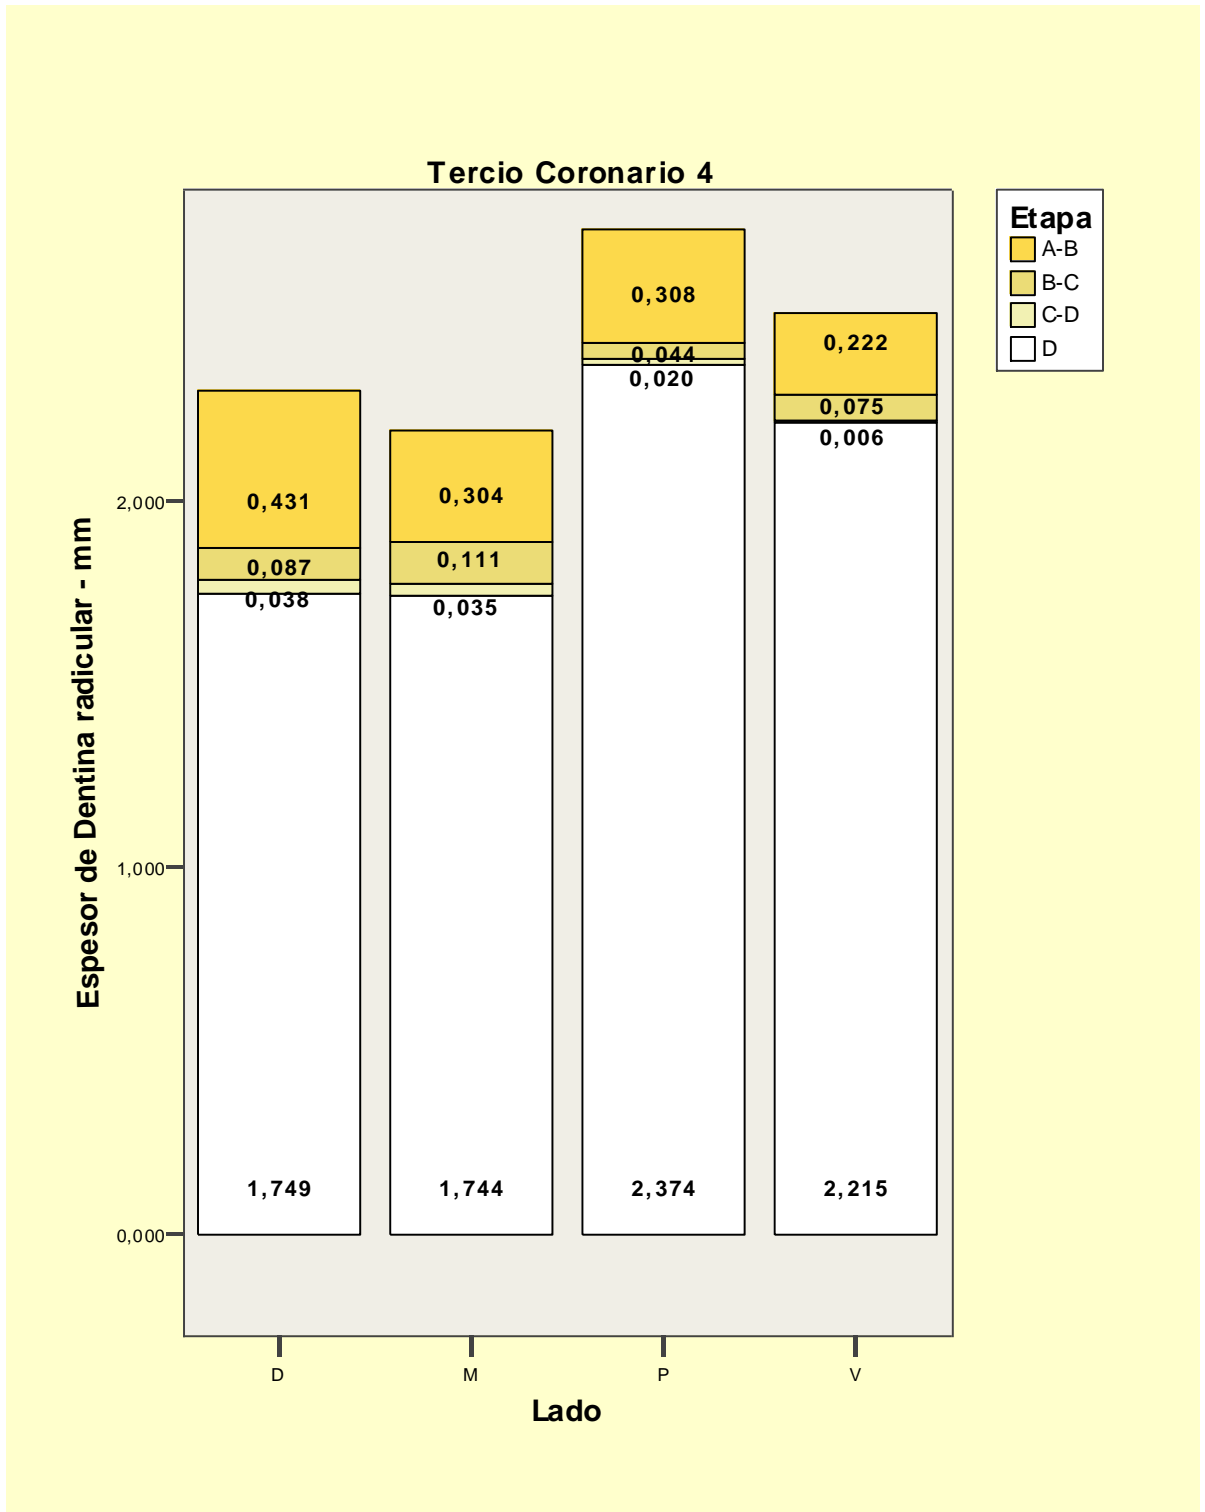 Tercio Coronario 4
Etapa
A-B
B-C
C-D
D
Espesor de Dentina radicular - mm
2,000
1,000
0,000
0,431
0,087
0,038
1,749
0,304
0,111
0,035
1,744
0,308
0,044
0,020
2,374
0,222
0,075
0,006
2,215
D
M
P
V
Lado